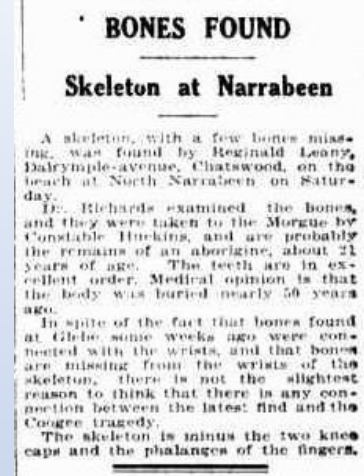 BONES FOUND
Skeleton at Narrabeen
A skeleton, with a few bones miss-
ing, was found by Reginald Leany,
Dalrymple-avenue, Chatswood, on the
beach at North Narrabeen on Satur-
day.
Dr. Richards examined the bones,
and they were taken to the Morgue by
Constable Huckins, and are probably
the remains of an aborigine, about 21
years of age. The teeth are in ex-
cellent order. Medical opinion is that
the body was buried nearly 50 years
ago.
In spite of the fact that bones found
at Glebe some weeks ago were con-
nected with the wrists, and that bones
are missing from the wrists of the
skeleton, there is not the slightest
reason to think that there is any con-
nection between the latest find and the
Coogee tragedy.
The skeleton is minus the two knee
caps and the phalanges of the fingers.